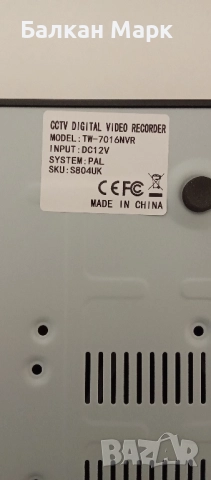 Балкан Марк
CCTV DIGITAL VIDEO RECORDER
MODEL:TW-7016NVR
INPUT:DC12V
SYSTEM:PAL
SKU:S804UK
CE FC
MADE IN CHINA
BAZAR